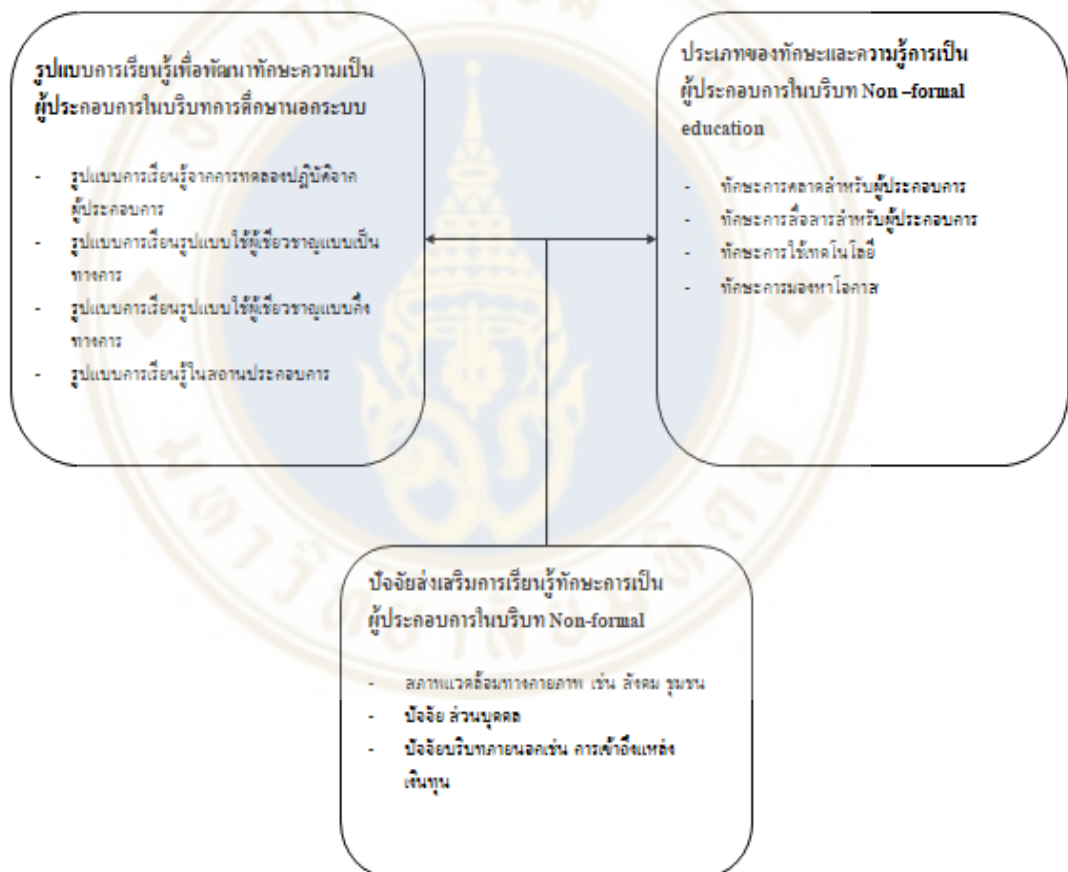 รูปแบบการเรียนรู้เพื่อพัฒนาทักษะความเป็น
ผู้ประกอบการในบริบทการศึกษานอกระบบ
- รูปแบบการเรียนรู้จากการทดลองปฏิบัติจาก
ผู้ประกอบการ
- รูปแบบการเรียนรูปแบบใช้ผู้เชี่ยวชาญแบบเป็น
ทางการ
- รูปแบบการเรียนรูปแบบใช้ผู้เชี่ยวชาญแบบกึ่ง
ทางการ
- รูปแบบการเรียนรู้ในสถานประกอบการ
ประเภทของทักษะและความรู้การเป็น
ผู้ประกอบการในบริบท Non –formal
education
- ทักษะการตลาดสำหรับผู้ประกอบการ
- ทักษะการสื่อสารสำหรับผู้ประกอบการ
- ทักษะการใช้เทคโนโลยี
- ทักษะการมองหาโอกาส
ปัจจัยส่งเสริมการเรียนรู้ทักษะการเป็น
ผู้ประกอบการในบริบท Non-formal
- สภาพแวดล้อมทางกายภาพ เช่น สังคม ชุมชน
- ปัจจัย ส่วนบุคคล
- ปัจจัยบริบทภายนอกเช่น การเข้าถึงแหล่ง
เงินทุน
มหาวิทยาลัยมหิดล